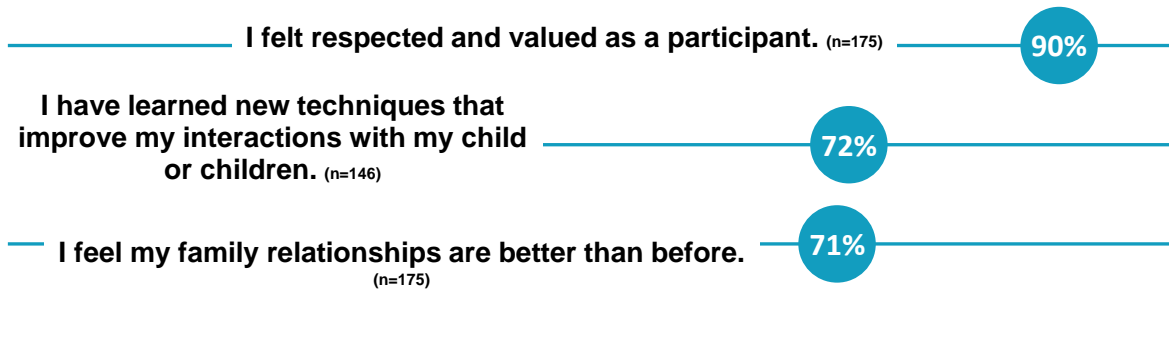 I felt respected and valued as a participant. (n=175)
90%
I have learned new techniques that
improve my interactions with my child
or children. (n=146)
72%
I feel my family relationships are better than before.
(n=175)
71%